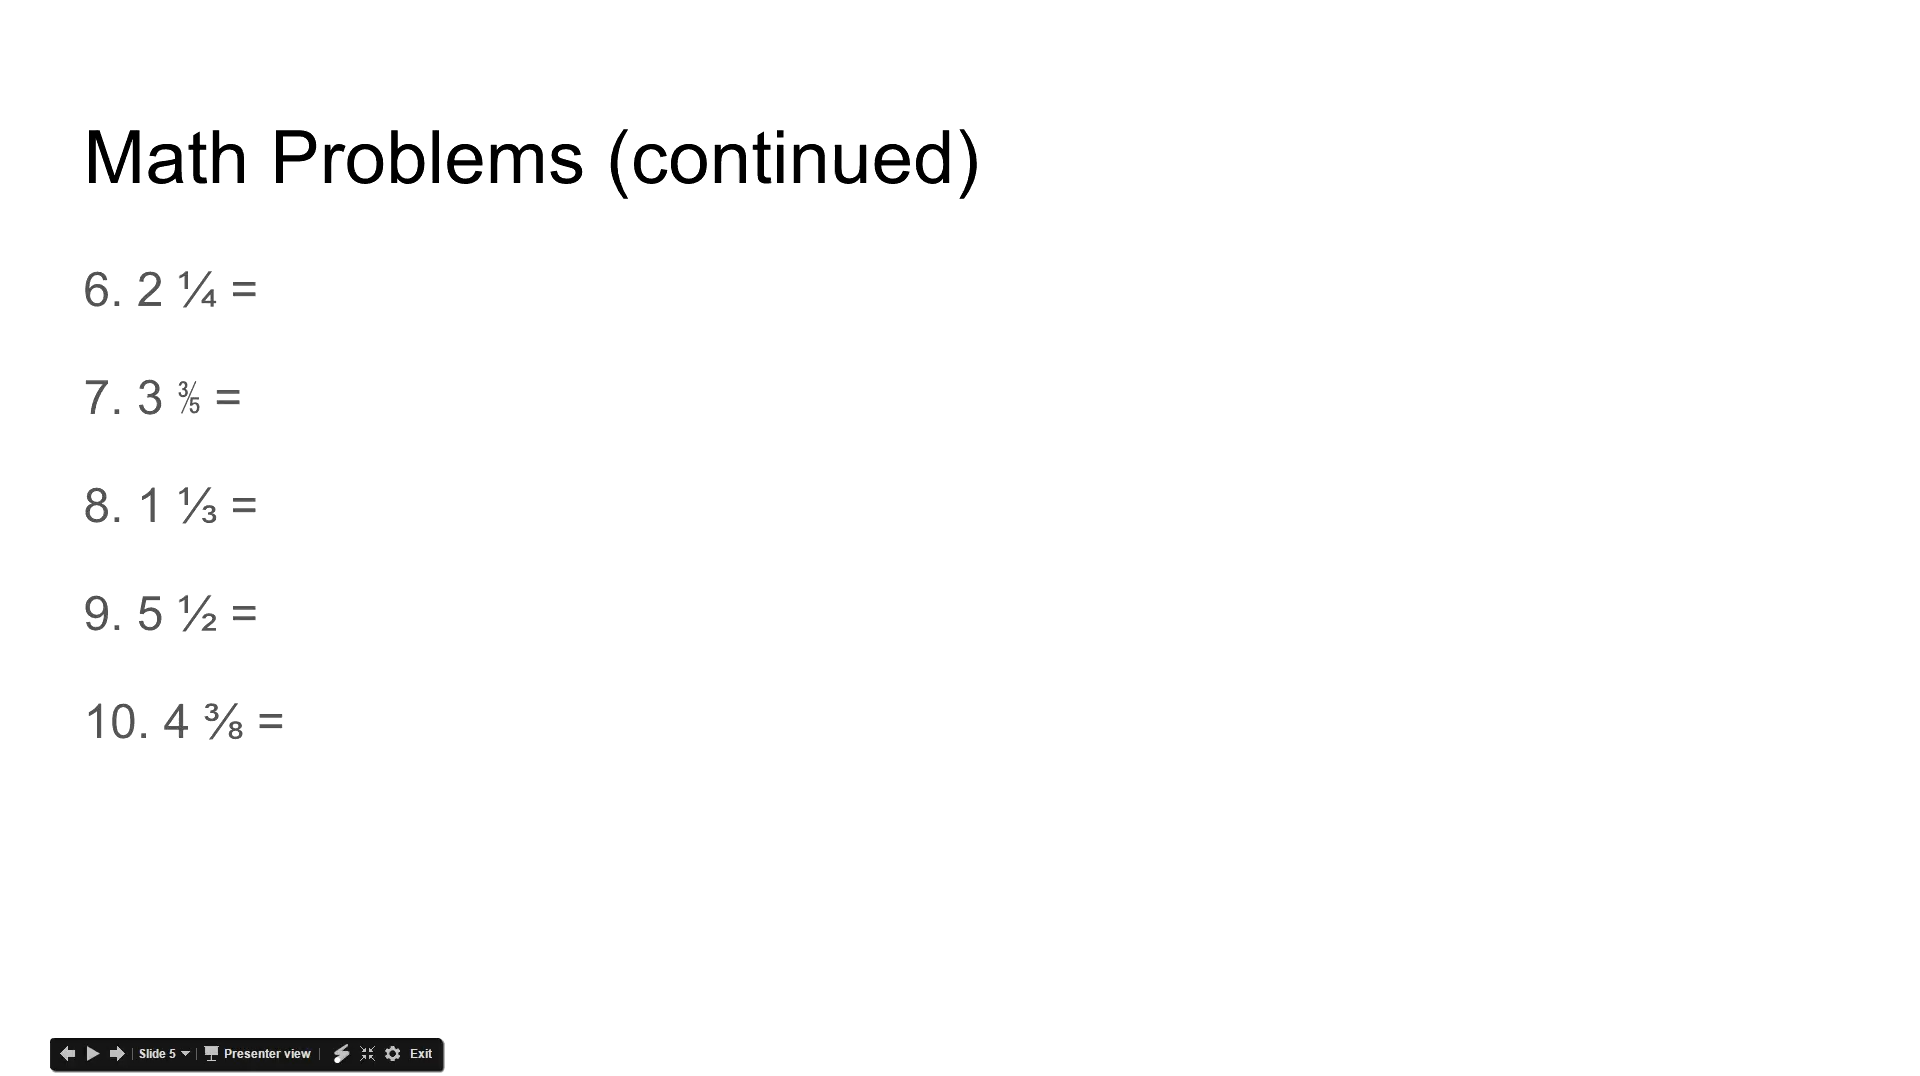 Math Problems (continued)
6. 2 ¼ =
7. 3 ⅗ =
8. 1 ⅓ =
9. 5 ½ =
10. 4 ⅜ =
Slide 5 Presenter view Exit